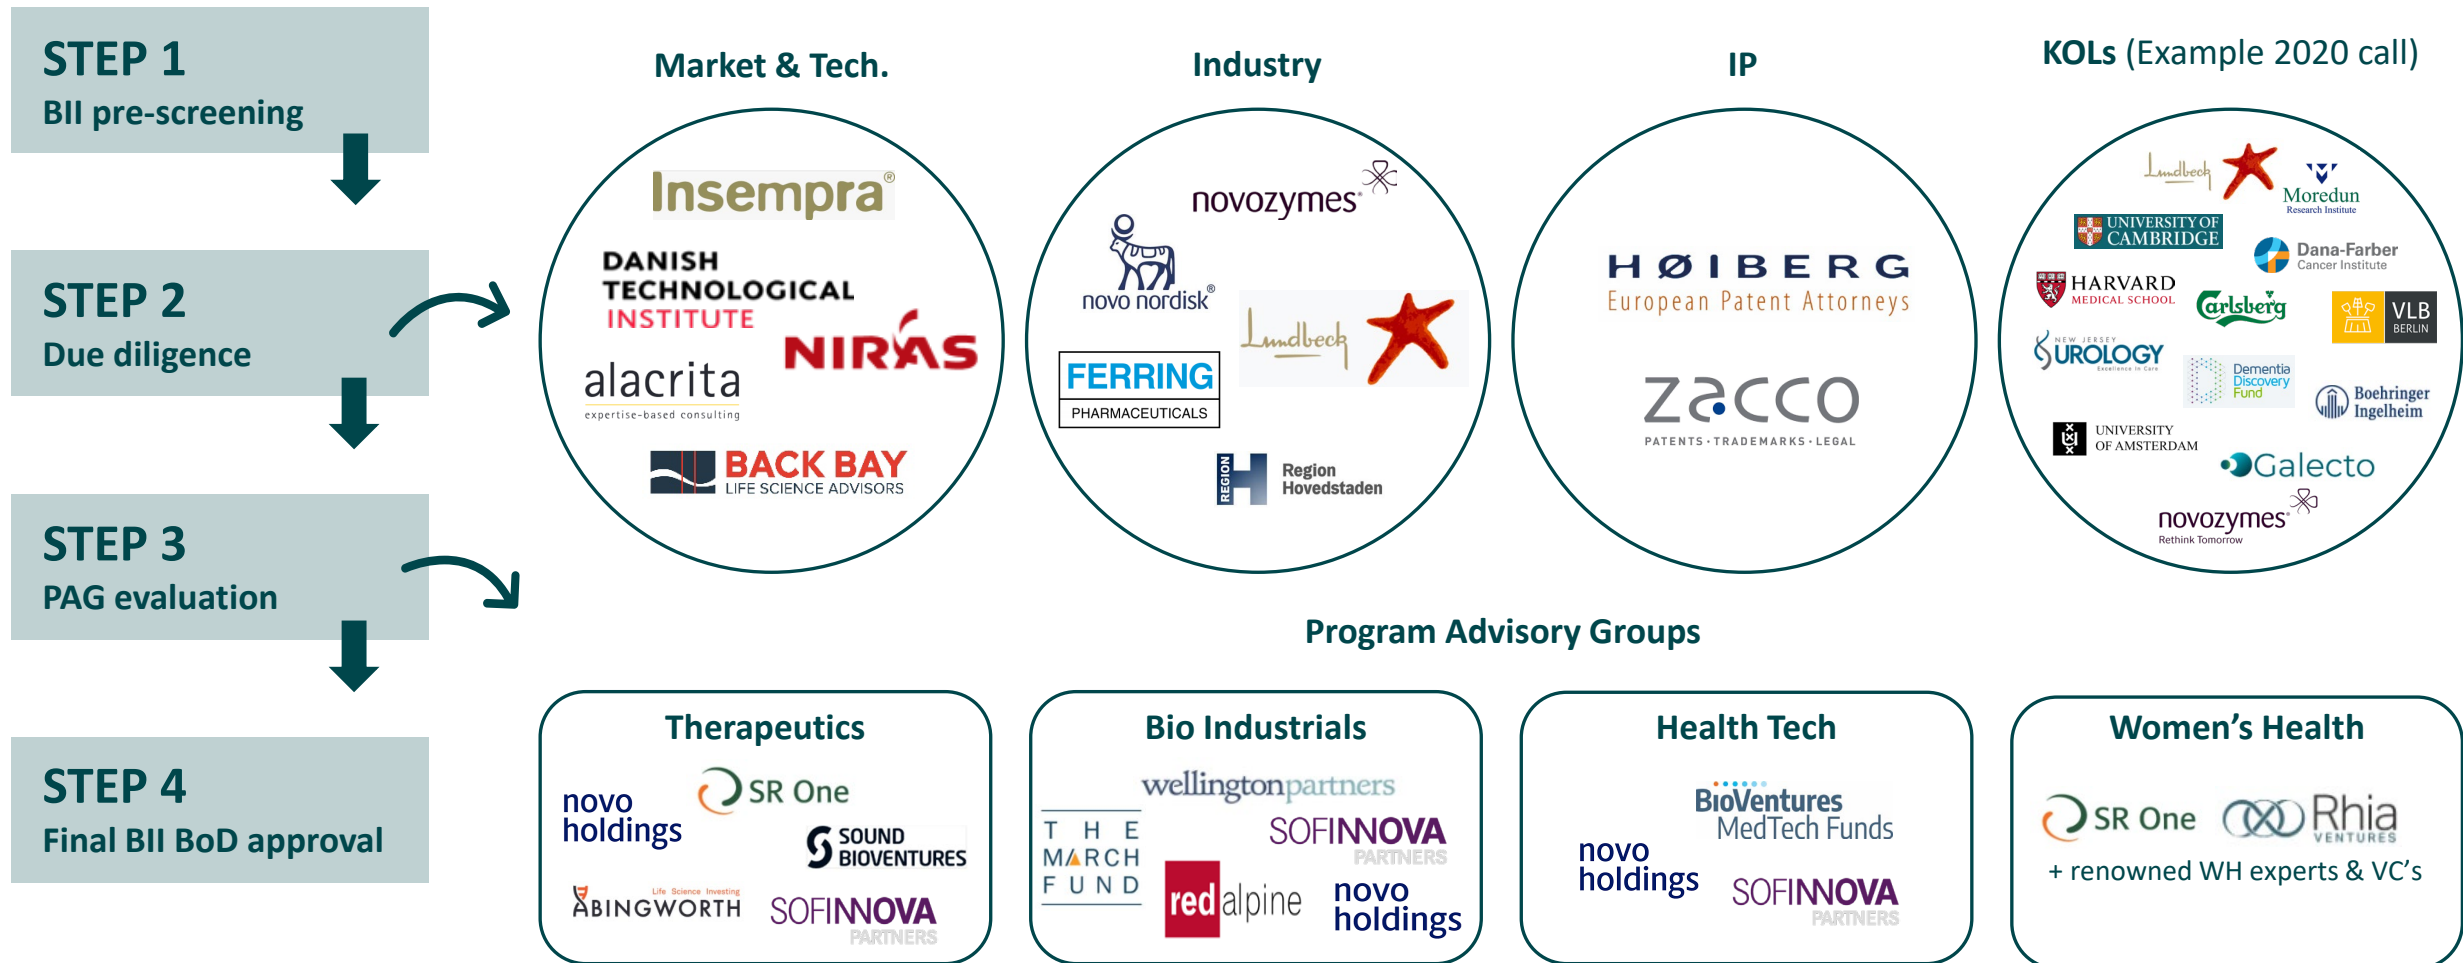 STEP 1
BII pre-screening
STEP 2
Due diligence
STEP 3
PAG evaluation
STEP 4
Final BII BoD approval
Market & Tech.
Insempra®
DANISH
TECHNOLOGICAL
INSTITUTE
NIRAS
alacrita
expertise-based consulting
BACK BAY
LIFE SCIENCE ADVISORS
Industry
novozymes®
novo nordisk®
Lundbeck
FERRING
PHARMACEUTICALS
REGION
H
Region
Hovedstaden
IP
HØIBERG
European Patent Attorneys
zacco
PATENTS · TRADEMARKS · LEGAL
KOLs (Example 2020 call)
Lundbeck
Moredun
Research Institute
UNIVERSITY OF
CAMBRIDGE
Dana-Farber
Cancer Institute
HARVARD
MEDICAL SCHOOL
Carlsberg
VLB
BERLIN
NEW JERSEY
UROLOGY
Excellence in Care
Dementia
Discovery
Fund
Boehringer
Ingelheim
UNIVERSITY
OF AMSTERDAM
Galecto
novozymes®
Rethink Tomorrow
Program Advisory Groups
Therapeutics
novo
holdings
SR One
SOUND
BIOVENTURES
Life Science Investing
ABINGWORTH
SOFINNOVA
PARTNERS
Bio Industrials
wellingtonpartners
THE
MARCH
FUND
SOFINNOVA
PARTNERS
redalpine
novo
holdings
Health Tech
BioVentures
MedTech Funds
novo
holdings
SOFINNOVA
PARTNERS
Women’s Health
SR One
Rhia
VENTURES
+ renowned WH experts & VC’s